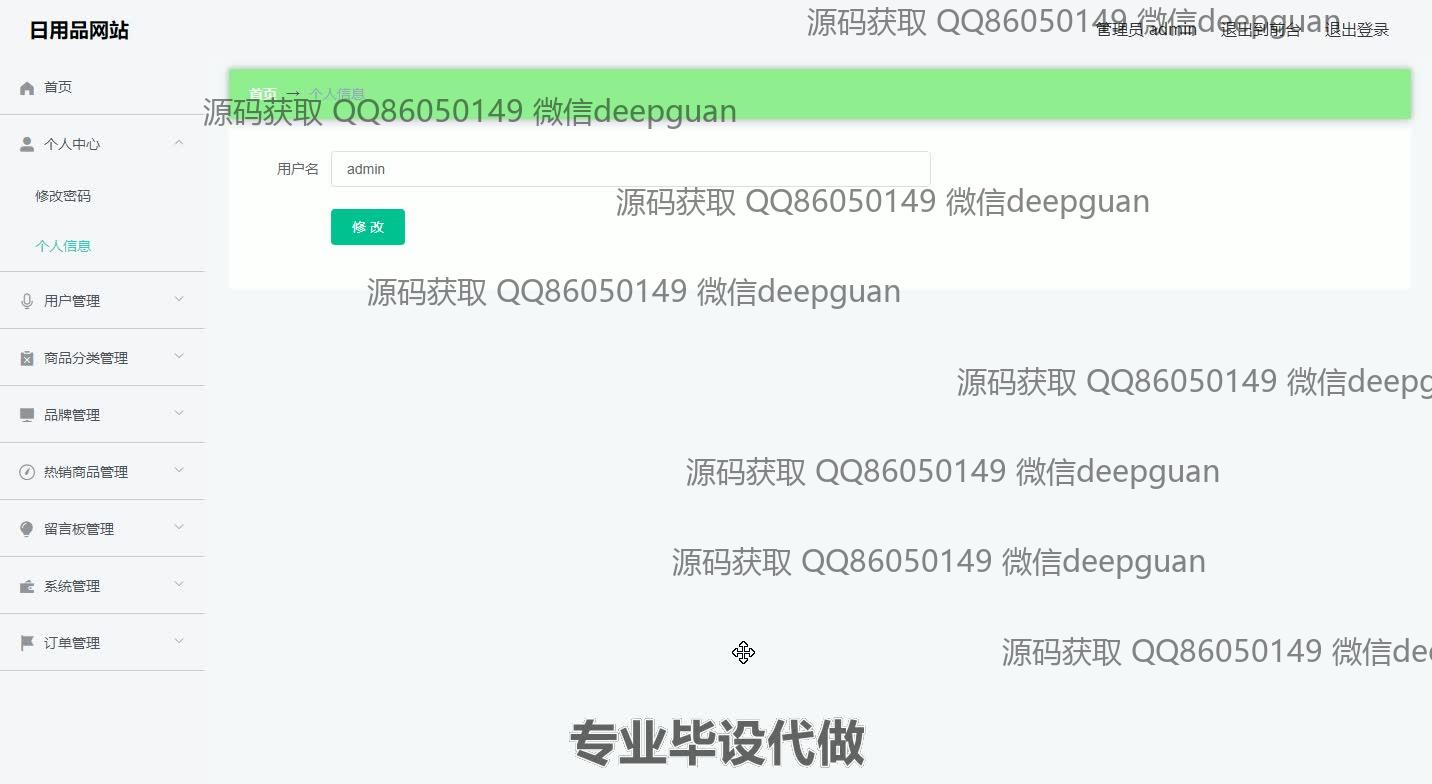 日用品网站
源码获取 QQ86050149 微信deepguan
管理员 admin
退出到前台
退出登录
首页
个人中心
修改密码
个人信息
用户管理
商品分类管理
品牌管理
热销商品管理
留言板管理
系统管理
订单管理
首页 → 个人信息
源码获取 QQ86050149 微信deepguan
用户名 admin
源码获取 QQ86050149 微信deepguan
修 改
源码获取 QQ86050149 微信deepguan
源码获取 QQ86050149 微信deepg
源码获取 QQ86050149 微信deepguan
源码获取 QQ86050149 微信deepguan
源码获取 QQ86050149 微信dee
专业毕设代做